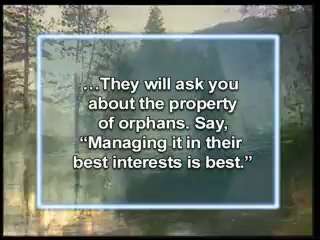 …They will ask you
about the property
of orphans. Say,
“Managing it in their
best interests is best.”